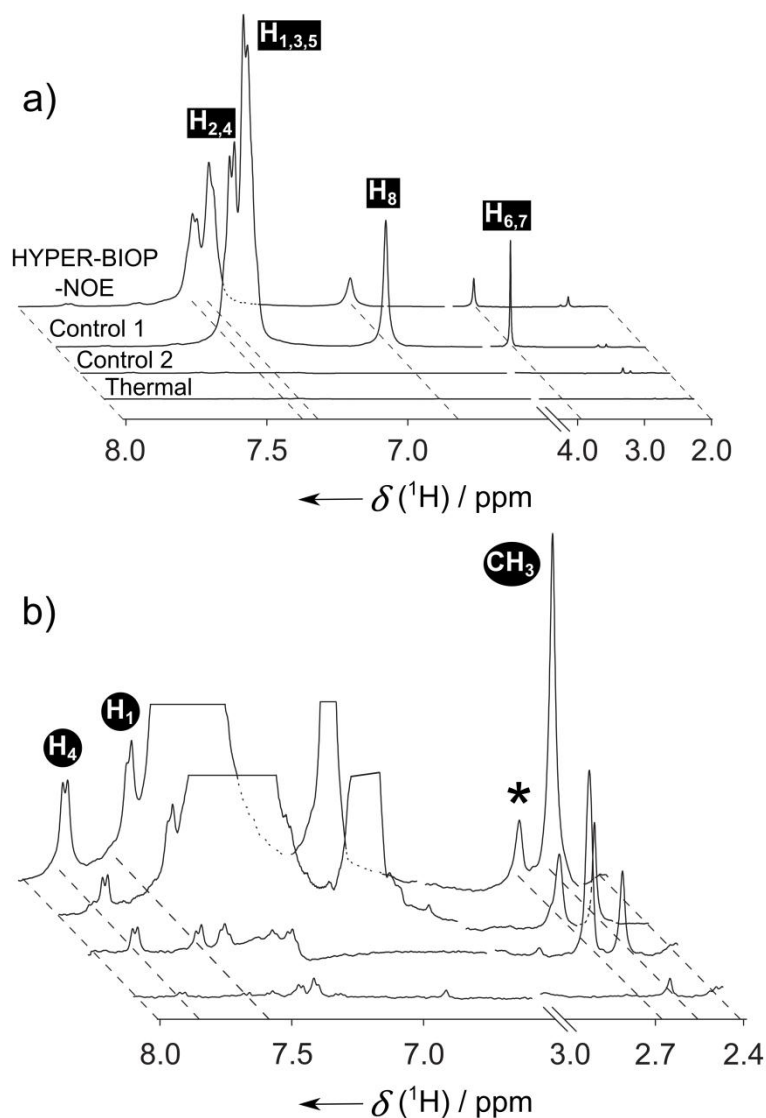 a)
H1,3,5
H2,4
H8
H6,7
HYPER-BIOP
-NOE
Control 1
Control 2
Thermal
8.0 7.5 7.0 4.0 3.0 2.0
← δ (¹H) / ppm
b)
CH3
H1
H4
*
8.0 7.5 7.0 3.0 2.7 2.4
← δ (¹H) / ppm